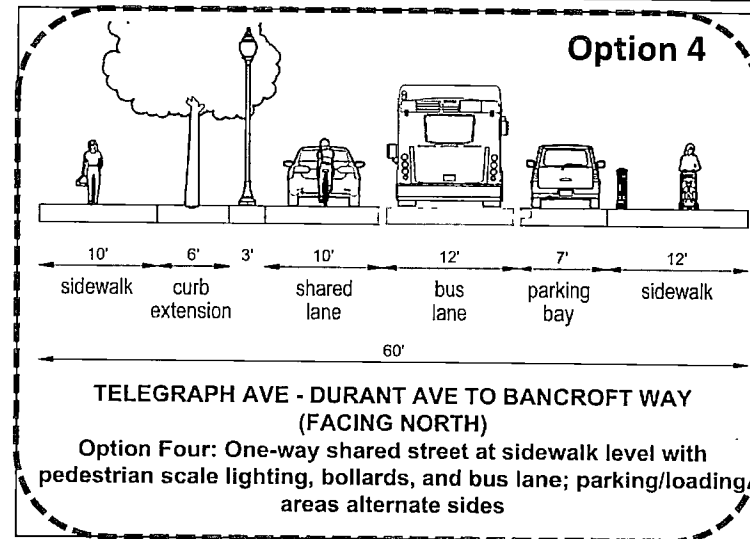 Option 4
10' 6' 3' 10' 12' 7' 12'
sidewalk curb extension shared lane bus lane parking bay sidewalk
60'
TELEGRAPH AVE - DURANT AVE TO BANCROFT WAY
(FACING NORTH)
Option Four: One-way shared street at sidewalk level with
pedestrian scale lighting, bollards, and bus lane; parking/loading
areas alternate sides